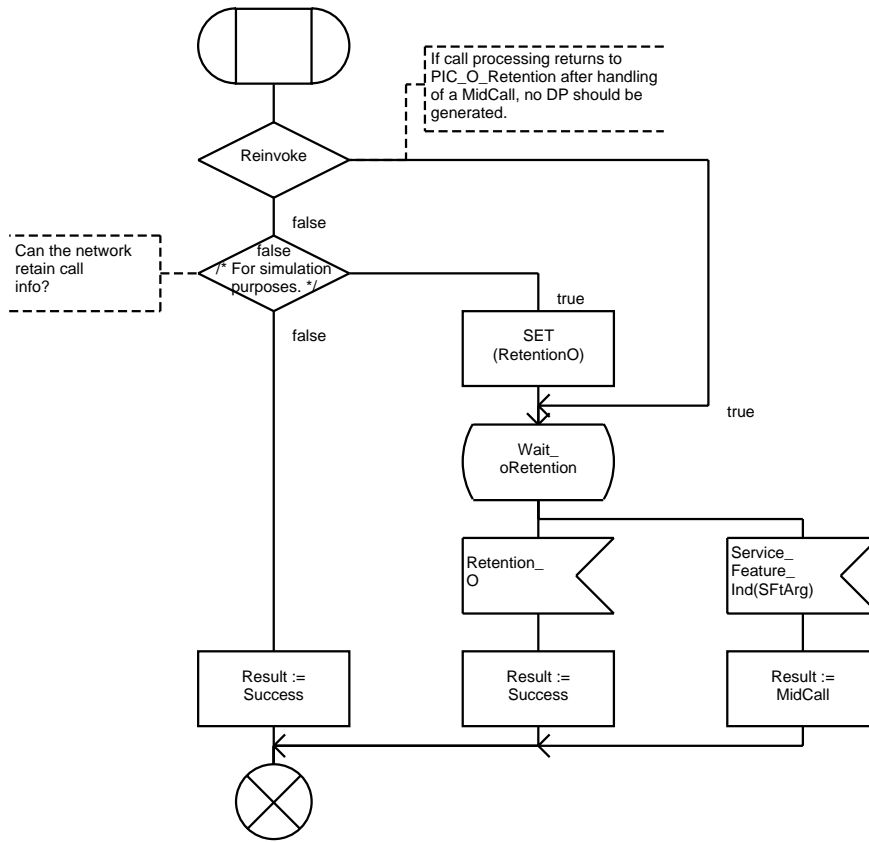 If call processing returns to
PIC_O_Retention after handling
of a MidCall, no DP should be
generated.
Reinvoke
false
Can the network
retain call
info?
false
/* For simulation
purposes. */
true
false
SET
(RetentionO)
true
Wait_
oRetention
Retention_
O
Service_
Feature_
Ind(SFtArg)
Result :=
Success
Result :=
Success
Result :=
MidCall